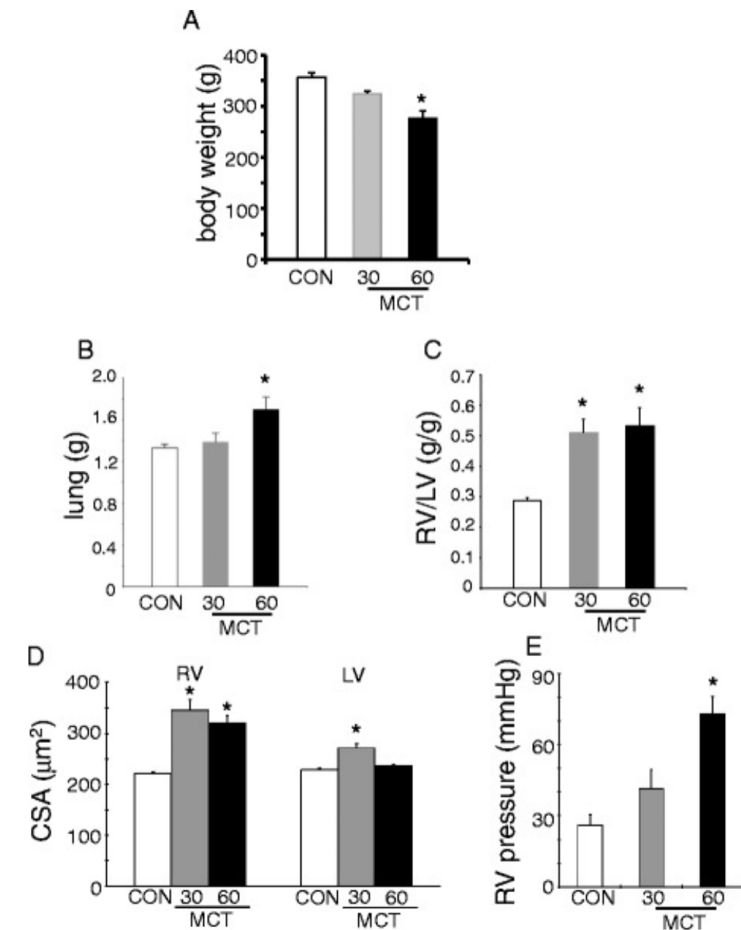 A
body weight (g)
400
300
200
100
0
*
CON 30 60
MCT
B
lung (g)
2.0
1.6
1.2
0.8
0.4
0
*
CON 30 60
MCT
C
RV/LV (g/g)
0.7
0.6
0.5
0.3
0.2
0.1
0
* *
CON 30 60
MCT
D
CSA (μm²)
400
300
200
100
0
RV LV
* * *
CON 30 60 CON 30 60
MCT MCT
E
RV pressure (mmHg)
90
60
30
0
*
CON 30 60
MCT